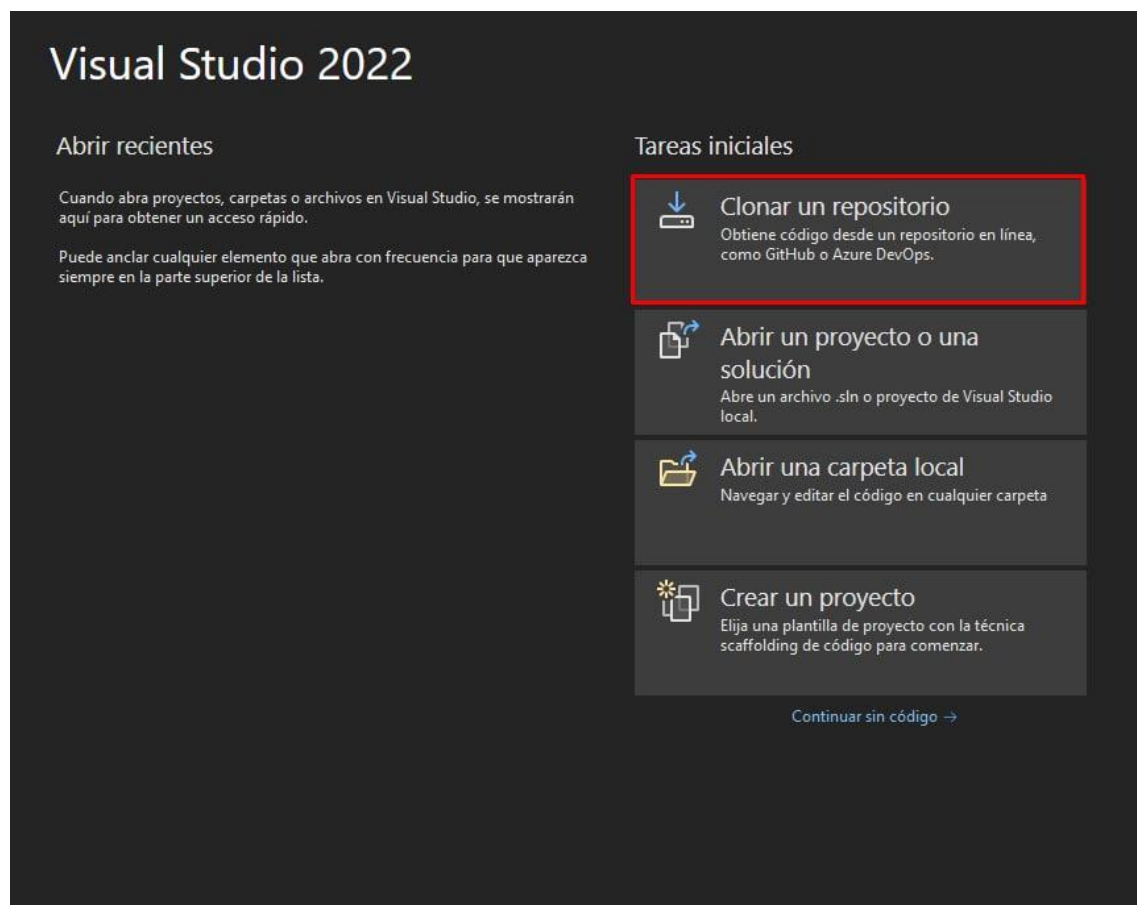 Visual Studio 2022
Abrir recientes
Cuando abra proyectos, carpetas o archivos en Visual Studio, se mostrarán
aquí para obtener un acceso rápido.
Puede anclar cualquier elemento que abra con frecuencia para que aparezca
siempre en la parte superior de la lista.
Tareas iniciales
Clonar un repositorio
Obtiene código desde un repositorio en línea,
como GitHub o Azure DevOps.
Abrir un proyecto o una
solución
Abre un archivo .sln o proyecto de Visual Studio
local.
Abrir una carpeta local
Navegar y editar el código en cualquier carpeta
Crear un proyecto
Elija una plantilla de proyecto con la técnica
scaffolding de código para comenzar.
Continuar sin código →